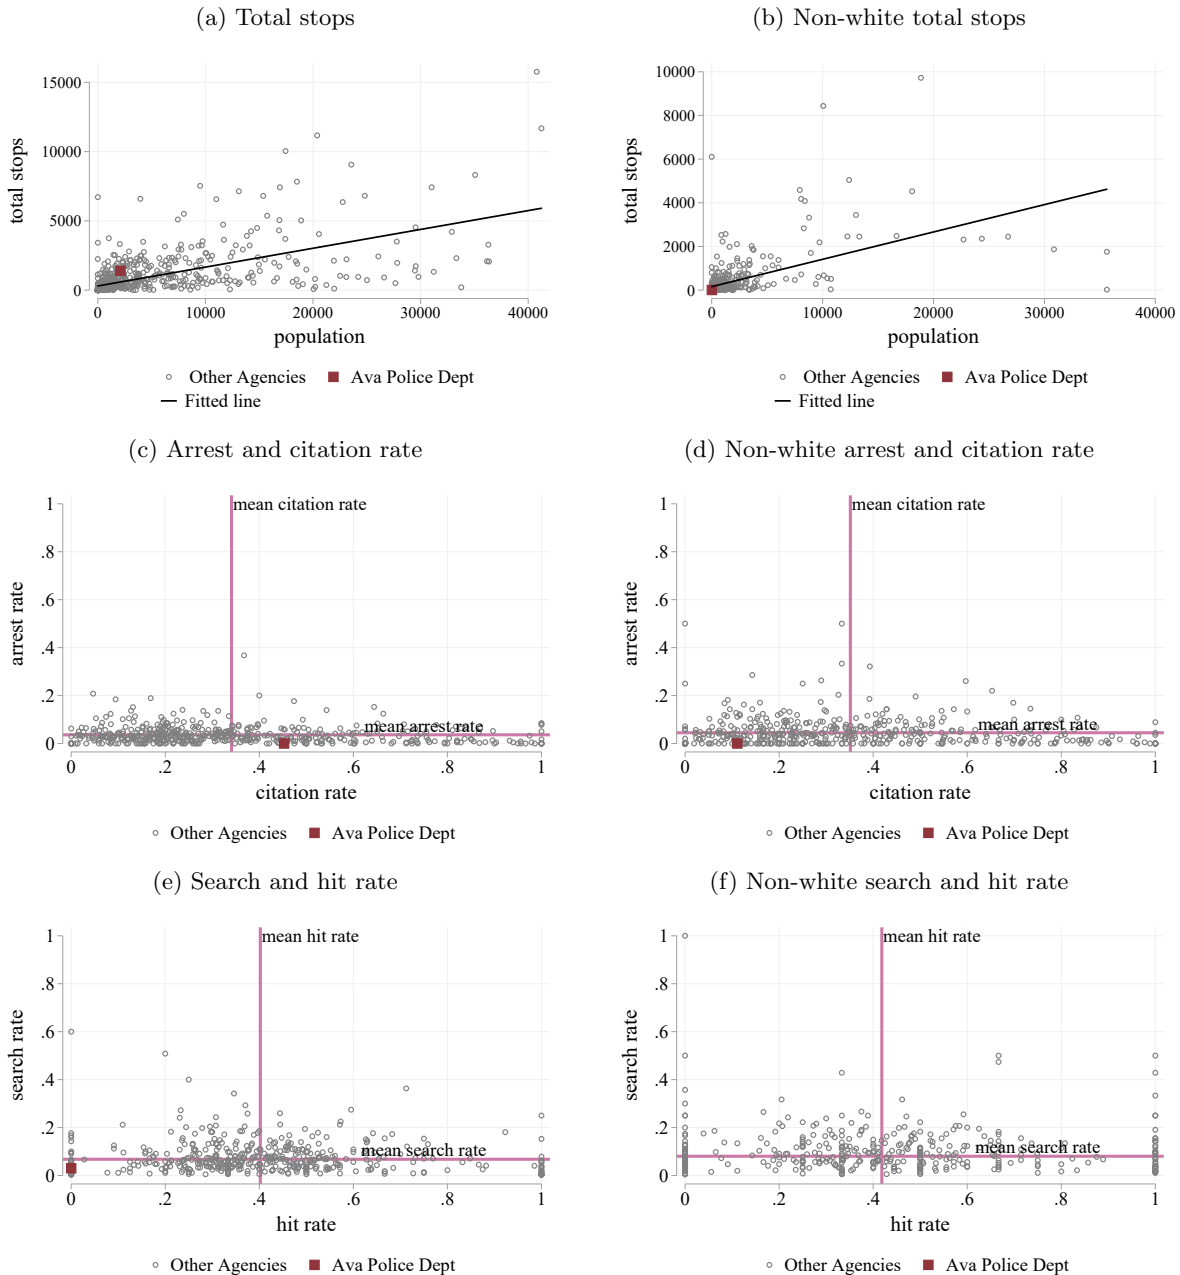 (a) Total stops
(b) Non-white total stops
total stops
15000
10000
5000
0
0 10000 20000 30000 40000
population
Other Agencies Ava Police Dept
Fitted line
total stops
10000
8000
6000
4000
2000
0
0 10000 20000 30000 40000
population
Other Agencies Ava Police Dept
Fitted line
(c) Arrest and citation rate
(d) Non-white arrest and citation rate
arrest rate
1
.8
.6
.4
.2
0
mean citation rate
mean arrest rate
0 .2 .4 .6 .8 1
citation rate
Other Agencies Ava Police Dept
arrest rate
1
.8
.6
.4
.2
0
mean citation rate
mean arrest rate
0 .2 .4 .6 .8 1
citation rate
Other Agencies Ava Police Dept
(e) Search and hit rate
(f) Non-white search and hit rate
search rate
1
.8
.6
.4
.2
0
mean hit rate
mean search rate
0 .2 .4 .6 .8 1
hit rate
Other Agencies Ava Police Dept
search rate
1
.8
.6
.4
.2
0
mean hit rate
mean search rate
0 .2 .4 .6 .8 1
hit rate
Other Agencies Ava Police Dept